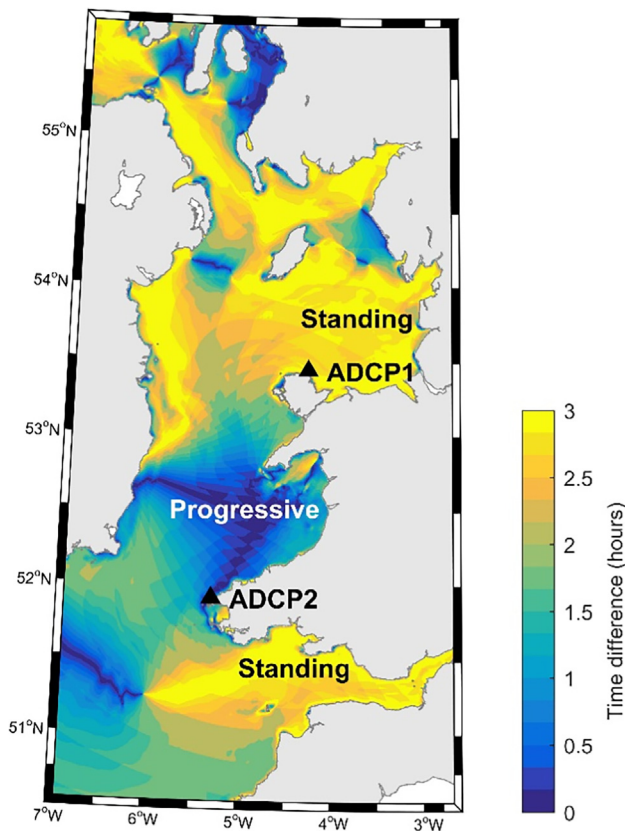 55°N
54°N
Standing
ADCP1
53°N
3
2.5
Progressive
2
52°N
ADCP2
1.5
Standing
1
51°N
0.5
0
Time difference (hours)
7°W 6°W 5°W 4°W 3°W